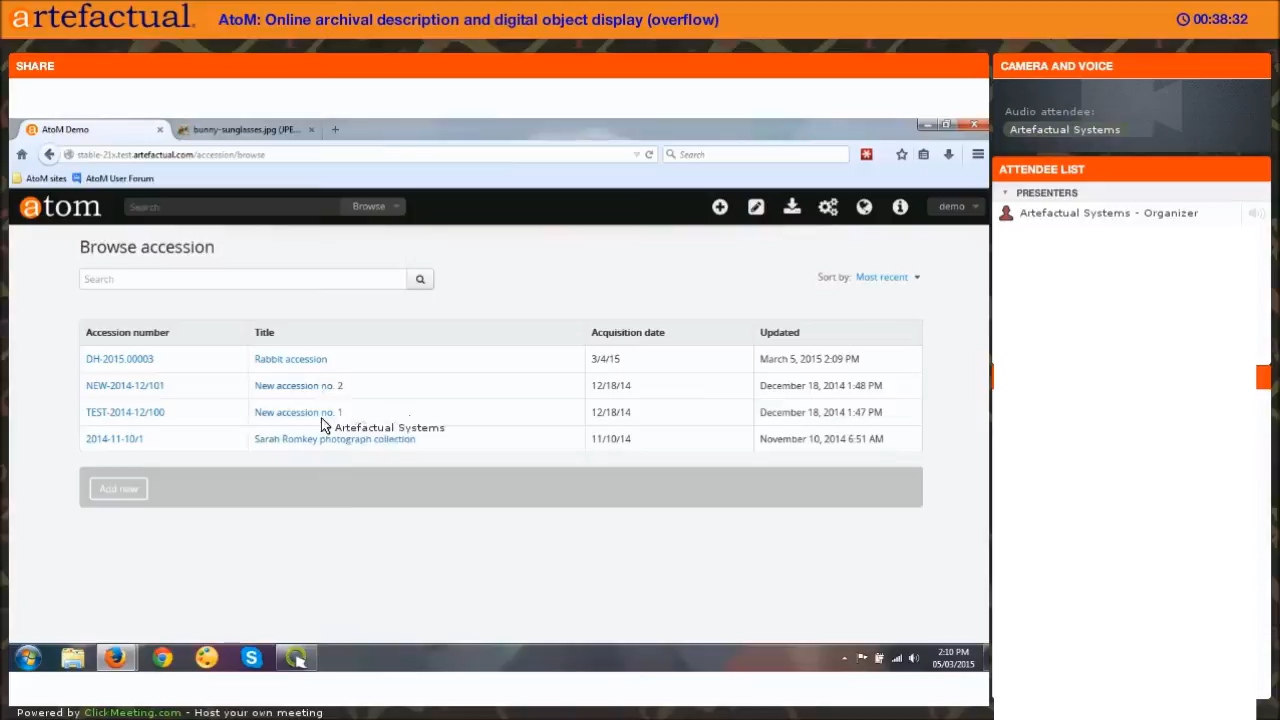 artefactual.
AtoM: Online archival description and digital object display (overflow)
00:38:32
SHARE
CAMERA AND VOICE
Audio attendee:
Artefactual Systems
ATTENDEE LIST
PRESENTERS
Artefactual Systems - Organizer
AtoM Demo
bunny-sunglasses.jpg (JPE...
stable-21x.test.artefactual.com/accession/browse
Search
AtoM sites
AtoM User Forum
atom
Search
Browse
demo
Browse accession
Search
Sort by: Most recent
Accession number Title Acquisition date Updated
DH-2015.00003 Rabbit accession 3/4/15 March 5, 2015 2:09 PM
NEW-2014-12/101 New accession no. 2 12/18/14 December 18, 2014 1:48 PM
TEST-2014-12/100 New accession no. 1 12/18/14 December 18, 2014 1:47 PM
Artefactual Systems
2014-11-10/1 Sarah Romkey photograph collection 11/10/14 November 10, 2014 6:51 AM
Add new
2:10 PM
05/03/2015
Powered by ClickMeeting.com - Host your own meeting